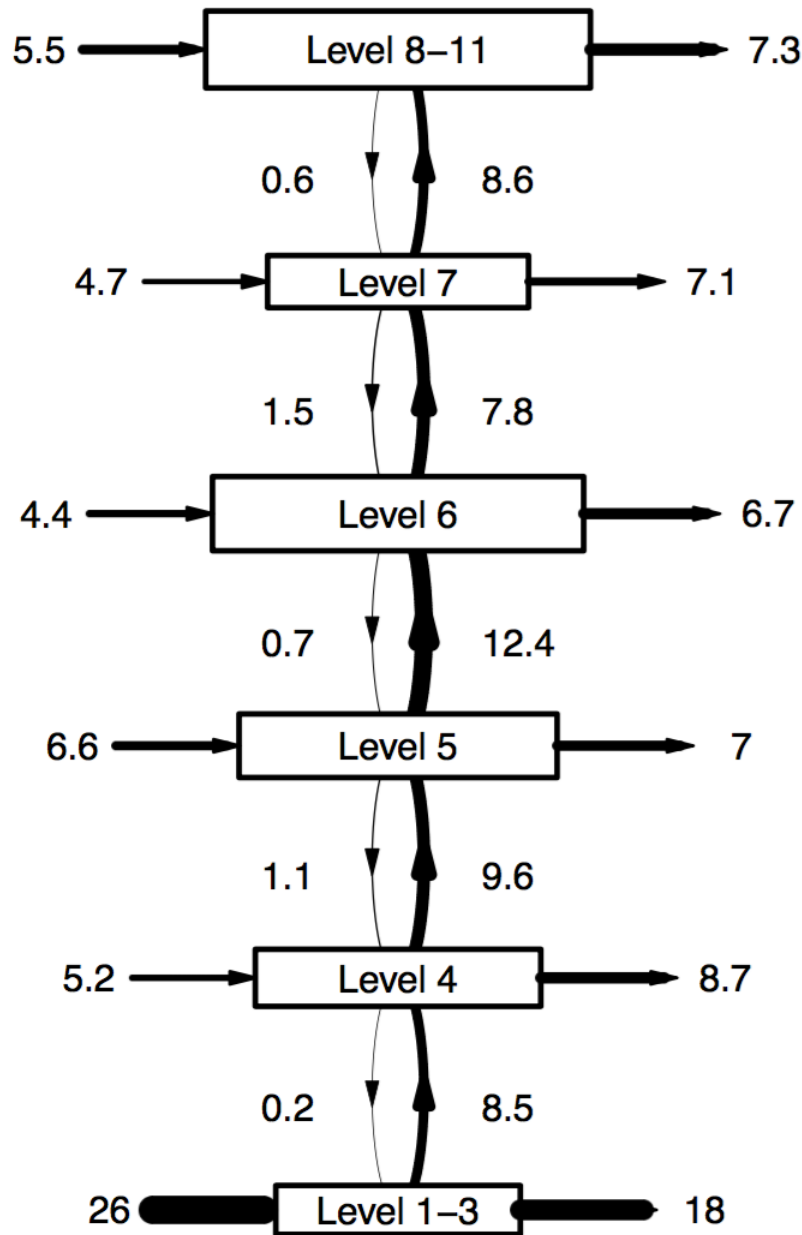 5.5 Level 8–11 7.3
0.6 8.6
4.7 Level 7 7.1
1.5 7.8
4.4 Level 6 6.7
0.7 12.4
6.6 Level 5 7
1.1 9.6
5.2 Level 4 8.7
0.2 8.5
26 Level 1–3 18